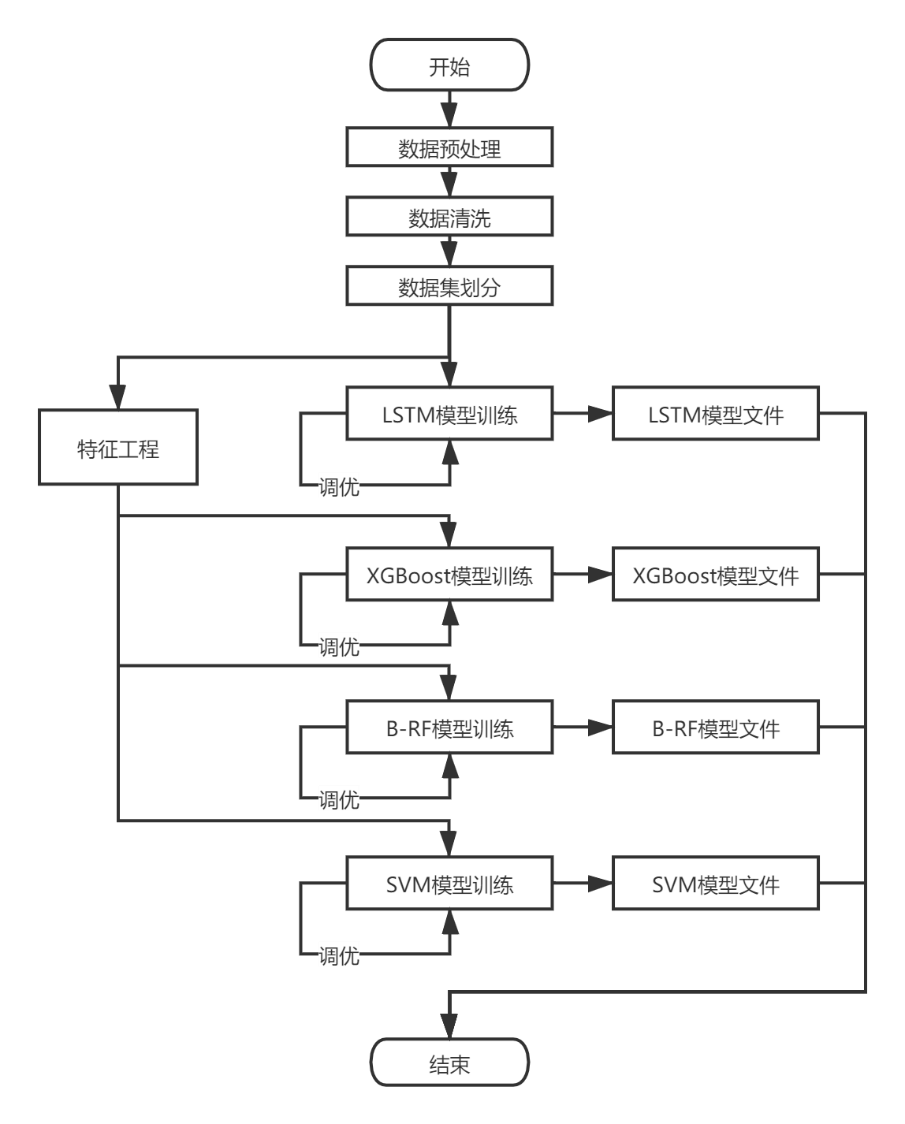 开始
数据预处理
数据清洗
数据集划分
特征工程
LSTM模型训练
LSTM模型文件
调优
XGBoost模型训练
XGBoost模型文件
调优
B-RF模型训练
B-RF模型文件
调优
SVM模型训练
SVM模型文件
调优
结束